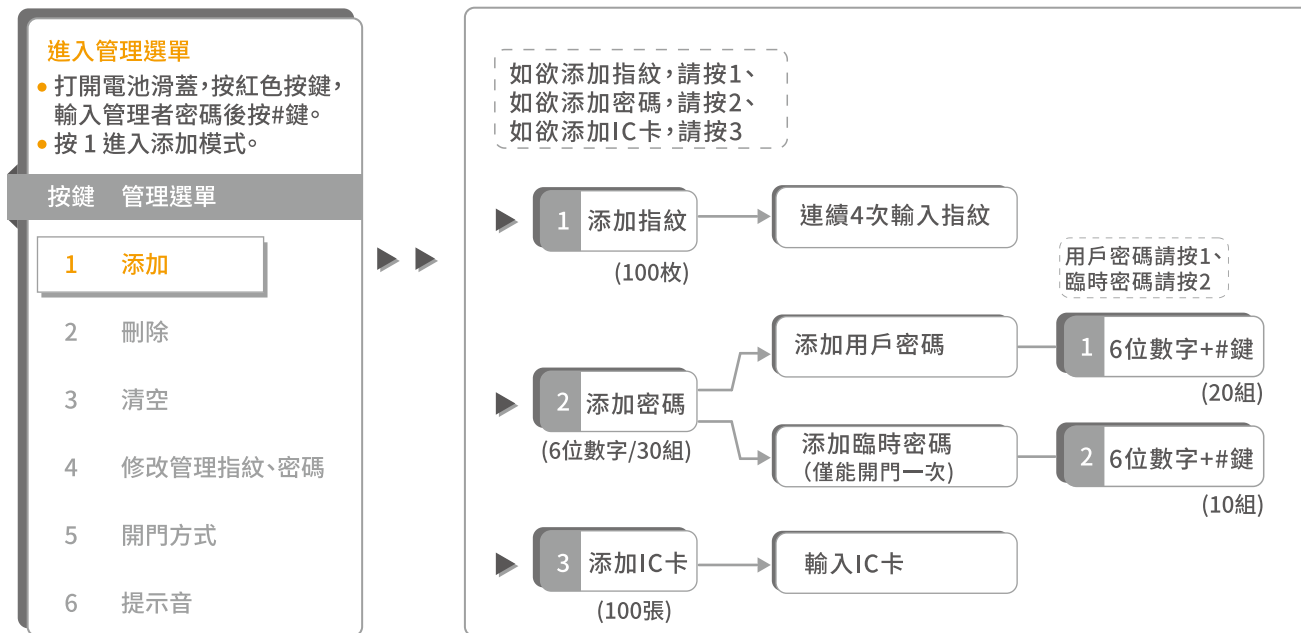 進入管理選單
• 打開電池滑蓋,按紅色按鍵,
輸入管理者密碼後按#鍵。
• 按 1 進入添加模式。
按鍵 管理選單
1 添加
2 刪除
3 清空
4 修改管理指紋、密碼
5 開門方式
6 提示音
如欲添加指紋,請按1、
如欲添加密碼,請按2、
如欲添加IC卡,請按3
1 添加指紋
(100枚)
連續4次輸入指紋
2 添加密碼
(6位數字/30組)
添加用戶密碼
用戶密碼請按1、
臨時密碼請按2
1 6位數字+#鍵
(20組)
添加臨時密碼
(僅能開門一次)
2 6位數字+#鍵
(10組)
3 添加IC卡
(100張)
輸入IC卡